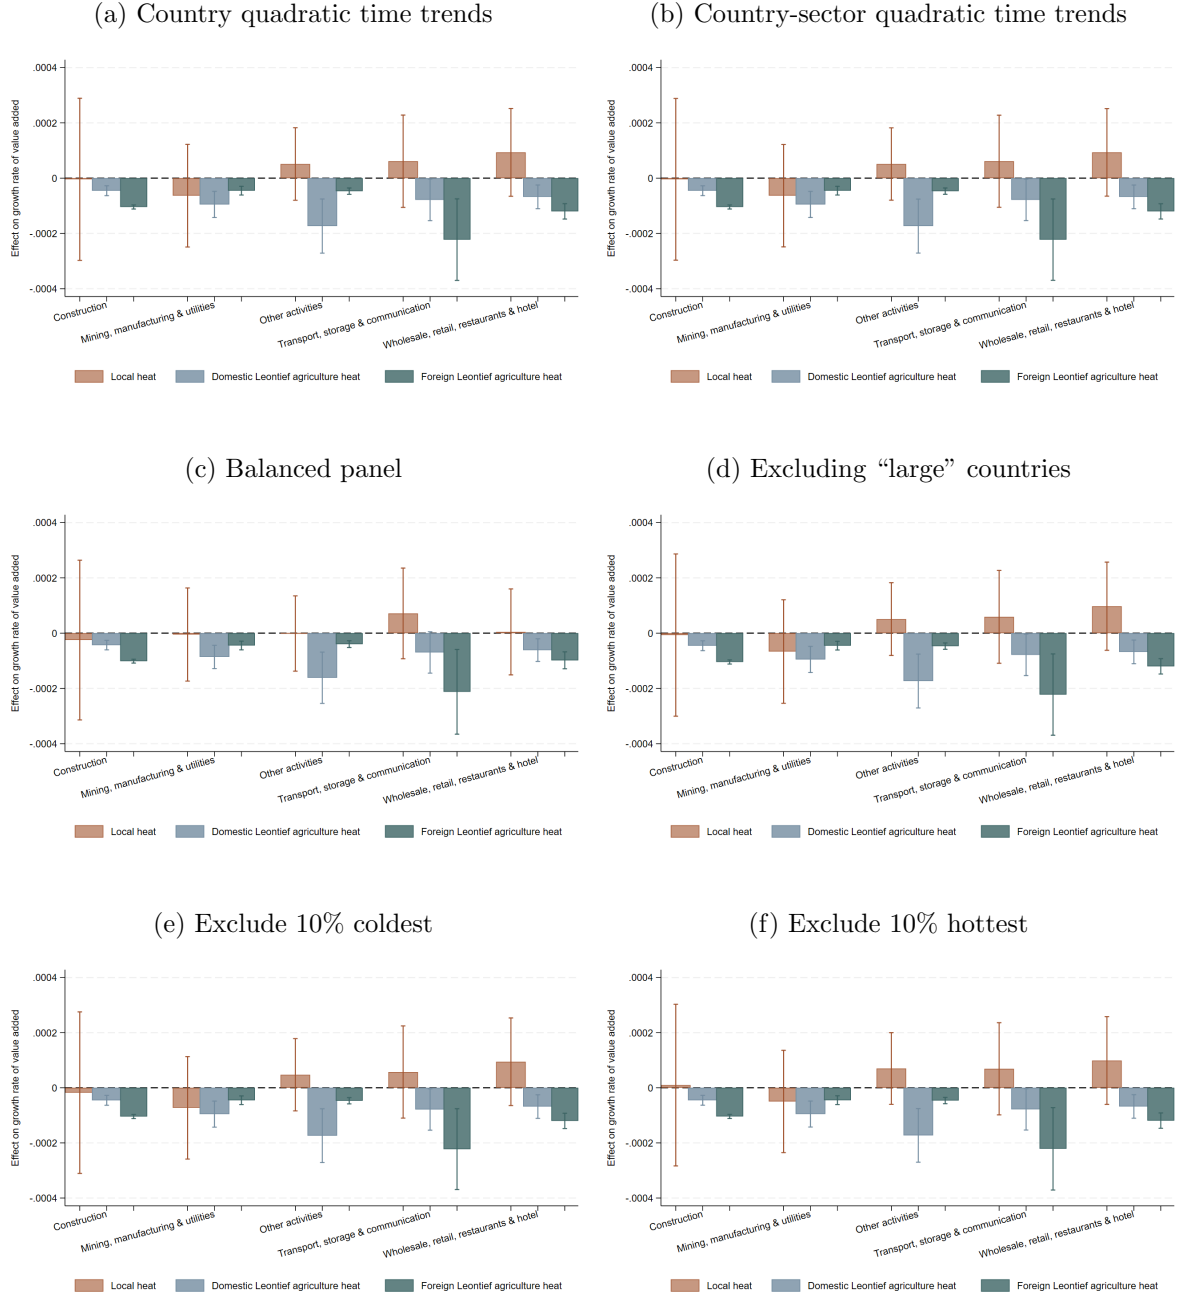 (a) Country quadratic time trends
Effect on growth rate of value added
.0004
.0002
0
-.0002
-.0004
Construction
Mining, manufacturing & utilities
Other activities
Transport, storage & communication
Wholesale, retail, restaurants & hotel
Local heat
Domestic Leontief agriculture heat
Foreign Leontief agriculture heat
(b) Country-sector quadratic time trends
Effect on growth rate of value added
.0004
.0002
0
-.0002
-.0004
Construction
Mining, manufacturing & utilities
Other activities
Transport, storage & communication
Wholesale, retail, restaurants & hotel
Local heat
Domestic Leontief agriculture heat
Foreign Leontief agriculture heat
(c) Balanced panel
Effect on growth rate of value added
.0004
.0002
0
-.0002
-.0004
Construction
Mining, manufacturing & utilities
Other activities
Transport, storage & communication
Wholesale, retail, restaurants & hotel
Local heat
Domestic Leontief agriculture heat
Foreign Leontief agriculture heat
(d) Excluding “large” countries
Effect on growth rate of value added
.0004
.0002
0
-.0002
-.0004
Construction
Mining, manufacturing & utilities
Other activities
Transport, storage & communication
Wholesale, retail, restaurants & hotel
Local heat
Domestic Leontief agriculture heat
Foreign Leontief agriculture heat
(e) Exclude 10% coldest
Effect on growth rate of value added
.0004
.0002
0
-.0002
-.0004
Construction
Mining, manufacturing & utilities
Other activities
Transport, storage & communication
Wholesale, retail, restaurants & hotel
Local heat
Domestic Leontief agriculture heat
Foreign Leontief agriculture heat
(f) Exclude 10% hottest
Effect on growth rate of value added
.0004
.0002
0
-.0002
-.0004
Construction
Mining, manufacturing & utilities
Other activities
Transport, storage & communication
Wholesale, retail, restaurants & hotel
Local heat
Domestic Leontief agriculture heat
Foreign Leontief agriculture heat